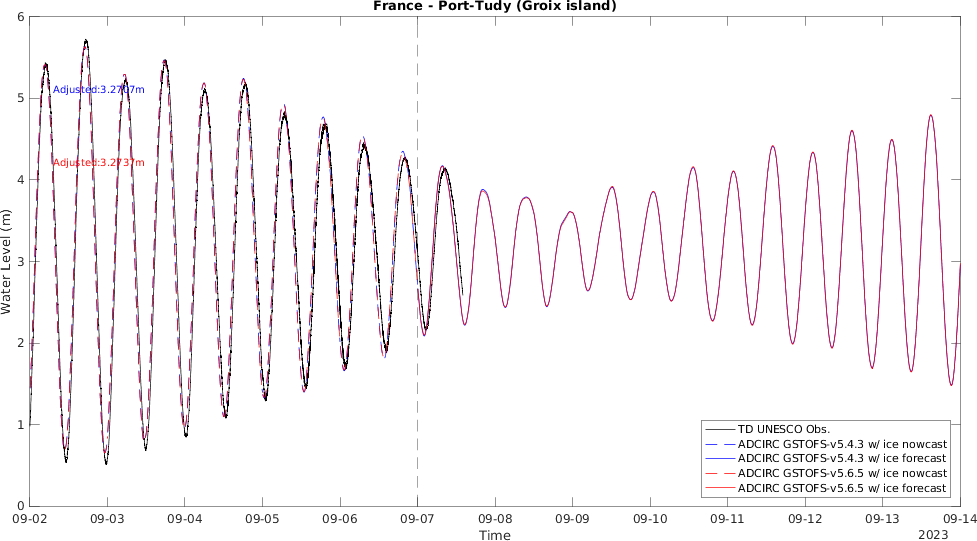 France - Port-Tudy (Groix island)
6
5
4
3
2
1
0
Water Level (m)
Adjusted:3.2707m
Adjusted:3.2737m
TD UNESCO Obs.
ADCIRC GSTOFS-v5.4.3 w/ ice nowcast
ADCIRC GSTOFS-v5.4.3 w/ ice forecast
ADCIRC GSTOFS-v5.6.5 w/ ice nowcast
ADCIRC GSTOFS-v5.6.5 w/ ice forecast
09-02 09-03 09-04 09-05 09-06 09-07 09-08 09-09 09-10 09-11 09-12 09-13 09-14
Time
2023